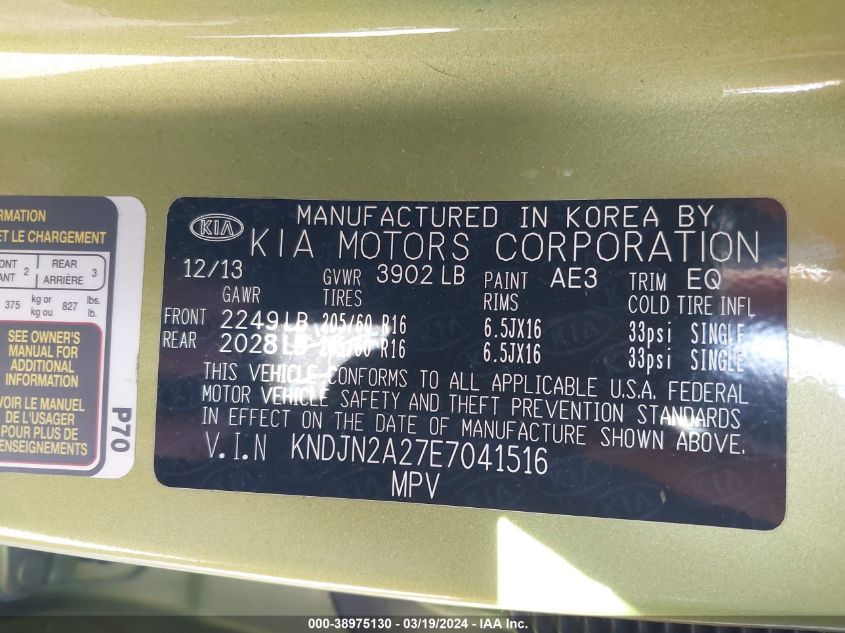 RMATION
ET LE CHARGEMENT
ONT 2 REAR 3
ANT ARRIÈRE
375 kg or 827 lbs.
kg ou lb.
SEE OWNER'S
MANUAL FOR
ADDITIONAL
INFORMATION
VOIR LE MANUEL
DE L'USAGER
POUR PLUS DE
RENSEIGNEMENTS
P70
KIA MANUFACTURED IN KOREA BY
KIA MOTORS CORPORATION
12/13 GVWR 3902 LB PAINT AE3 TRIM EQ
GAWR TIRES RIMS COLD TIRE INFL
FRONT 2249 LB 205/60 R16 6.5JX16 33psi SINGLE
REAR 2028 LB 205/60 R16 6.5JX16 33psi SINGLE
THIS VEHICLE CONFORMS TO ALL APPLICABLE U.S.A. FEDERAL
MOTOR VEHICLE SAFETY AND THEFT PREVENTION STANDARDS
IN EFFECT ON THE DATE OF MANUFACTURE SHOWN ABOVE.
V.I.N KNDJN2A27E7041516
MPV
000-38975130 - 03/19/2024 - IAA Inc.